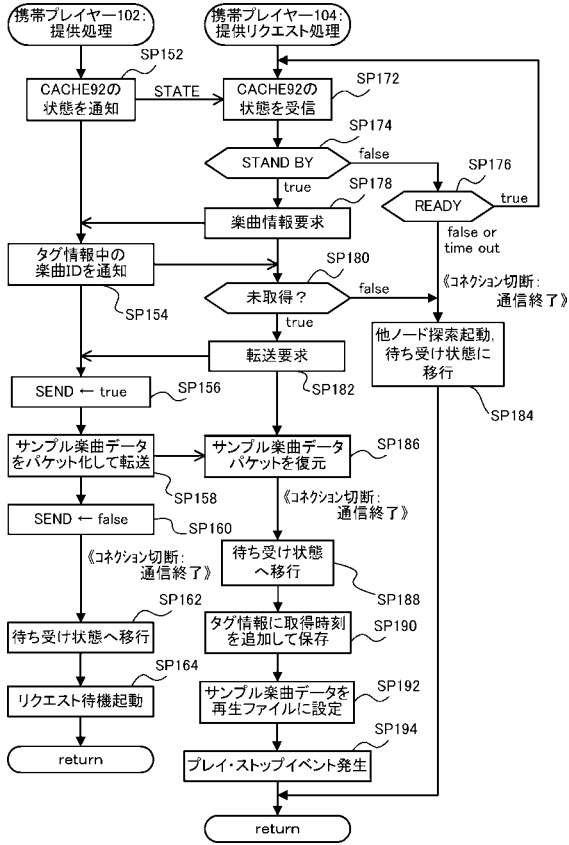 携帯プレイヤー102:
提供処理
SP152
CACHE92の
状態を通知
STATE
携帯プレイヤー104:
提供リクエスト処理
SP172
CACHE92の
状態を受信
SP174
STAND BY
false
true
SP176
READY
true
false or
time out
SP178
楽曲情報要求
タグ情報中の
楽曲IDを通知
SP154
SP180
未取得？
false
true
《コネクション切断:
通信終了》
他ノード探索起動,
待ち受け状態に
移行
SP184
転送要求
SP182
SEND ← true
SP156
サンプル楽曲データ
をパケット化して転送
SP158
サンプル楽曲データ
パケットを復元
SP186
SEND ← false
SP160
《コネクション切断:
通信終了》
《コネクション切断:
通信終了》
待ち受け状態
へ移行
SP188
SP162
待ち受け状態へ移行
タグ情報に取得時刻
を追加して保存
SP190
SP164
リクエスト待機起動
サンプル楽曲データを
再生ファイルに設定
SP192
return
SP194
プレイ・ストップイベント発生
return